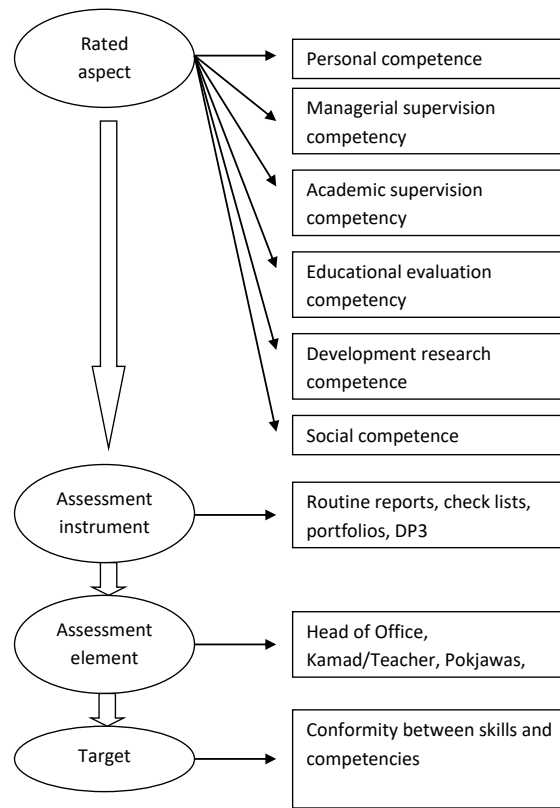 Rated
aspect
Personal competence
Managerial supervision
competency
Academic supervision
competency
Educational evaluation
competency
Development research
competence
Social competence
Assessment
instrument
Routine reports, check lists,
portfolios, DP3
Assessment
element
Head of Office,
Kamad/Teacher, Pokjawas,
Target
Conformity between skills and
competencies